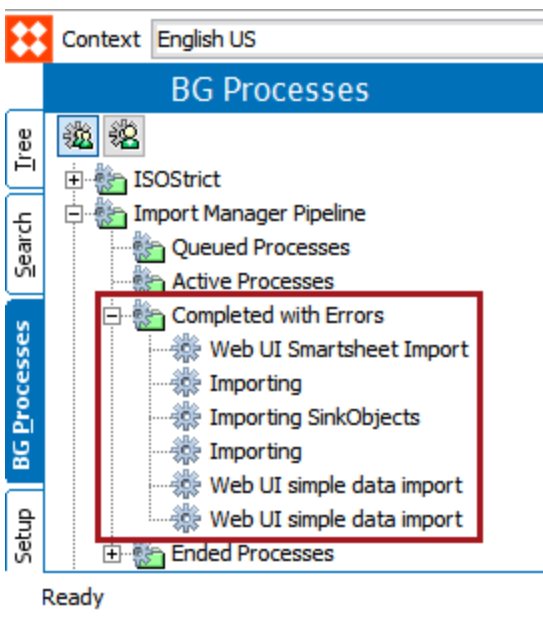 Context English US
BG Processes
Tree
Search
BG Processes
Setup
ISOStrict
Import Manager Pipeline
Queued Processes
Active Processes
Completed with Errors
Web UI Smartsheet Import
Importing
Importing SinkObjects
Importing
Web UI simple data import
Web UI simple data import
Ended Processes
Ready